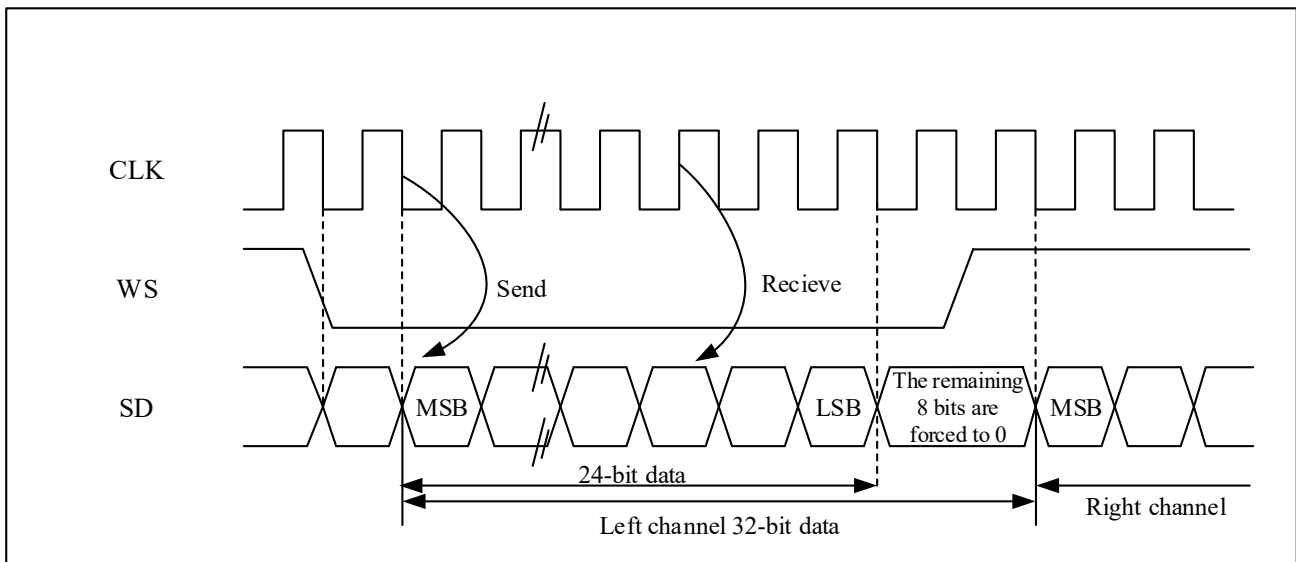 CLK
WS
Send
Recieve
SD
MSB
LSB
The remaining
8 bits are
forced to 0
MSB
24-bit data
Left channel 32-bit data
Right channel